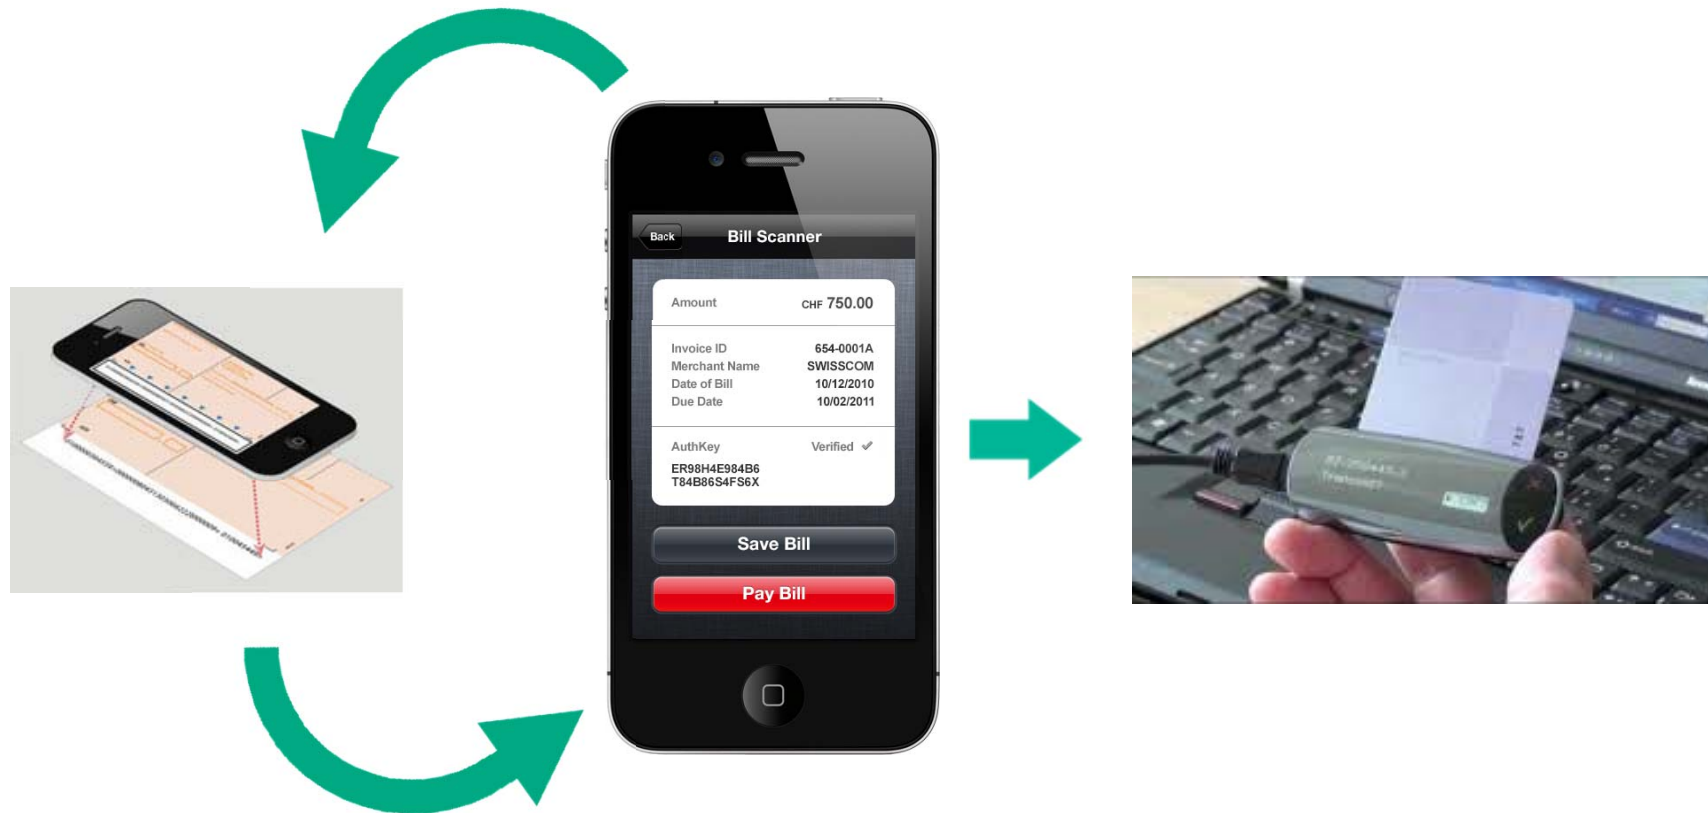 Back Bill Scanner
Amount CHF 750.00
Invoice ID 654-0001A
Merchant Name SWISSCOM
Date of Bill 10/12/2010
Due Date 10/02/2011
AuthKey Verified
ER98H4E984B6
T84B86S4FS6X
Save Bill
Pay Bill